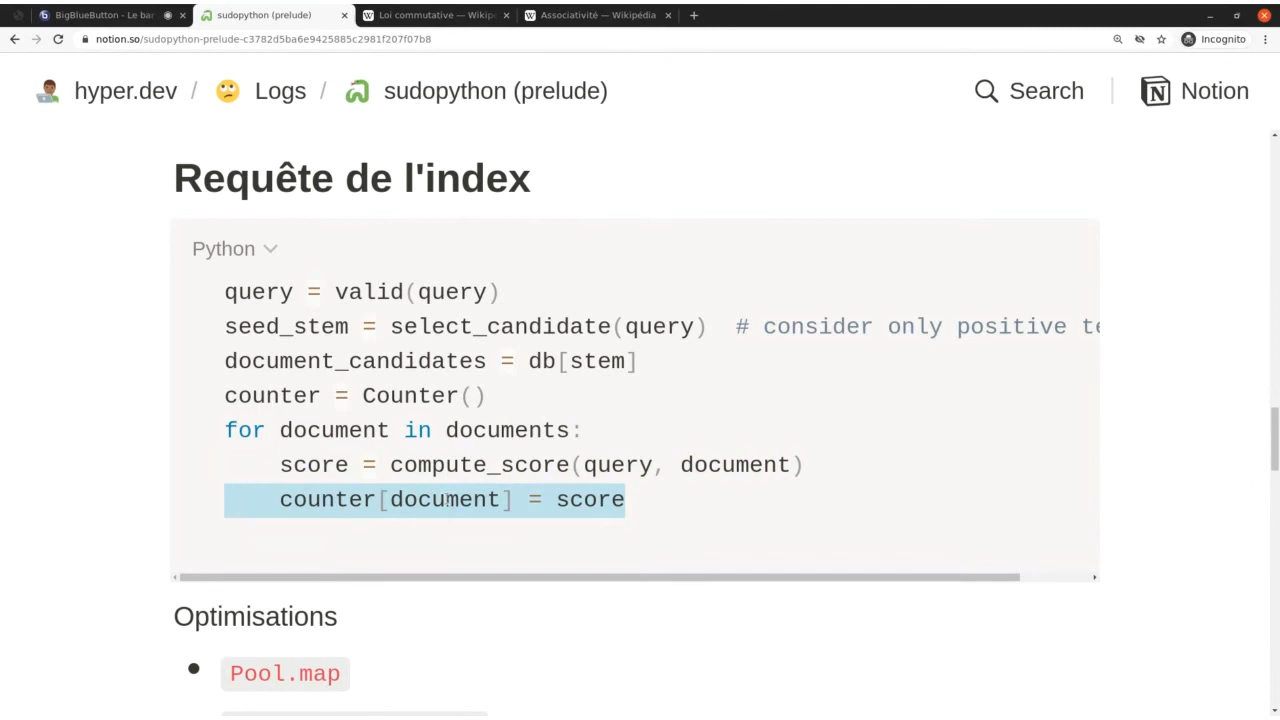 BigBlueButton - Le ba
sudopython (prelude)
Loi commutative — Wikip
Associativité — Wikipédia
notion.so/sudopython-prelude-c3782d5ba6e9425885c2981f207f07b8
Incognito
hyper.dev / Logs / sudopython (prelude)
Search
Notion
Requête de l'index
Python
query = valid(query)
seed_stem = select_candidate(query)  # consider only positive te
document_candidates = db[stem]
counter = Counter()
for document in documents:
    score = compute_score(query, document)
    counter[document] = score
Optimisations
Pool.map